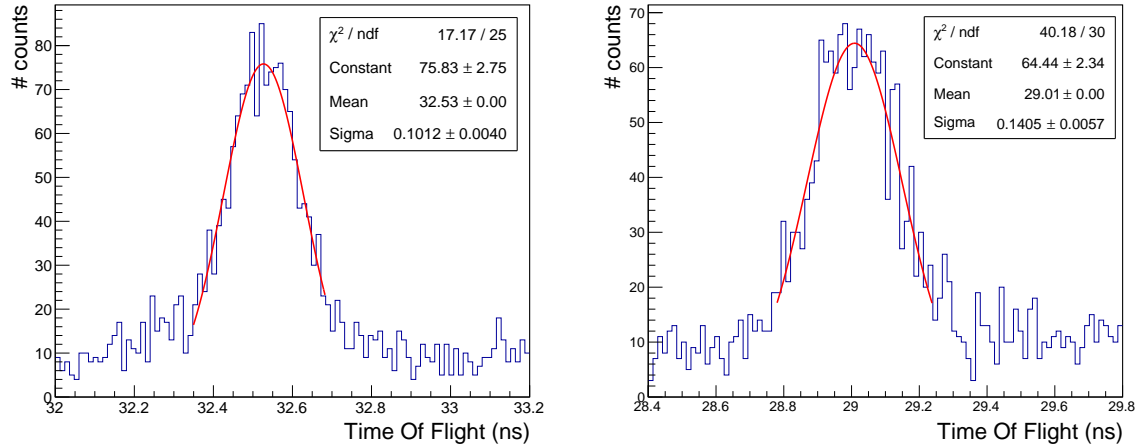 # counts
80
70
60
50
40
30
20
10
0
χ² / ndf 17.17 / 25
Constant 75.83 ± 2.75
Mean 32.53 ± 0.00
Sigma 0.1012 ± 0.0040
32 32.2 32.4 32.6 32.8 33 33.2
Time Of Flight (ns)
# counts
70
60
50
40
30
20
10
0
χ² / ndf 40.18 / 30
Constant 64.44 ± 2.34
Mean 29.01 ± 0.00
Sigma 0.1405 ± 0.0057
28.4 28.6 28.8 29 29.2 29.4 29.6 29.8
Time Of Flight (ns)